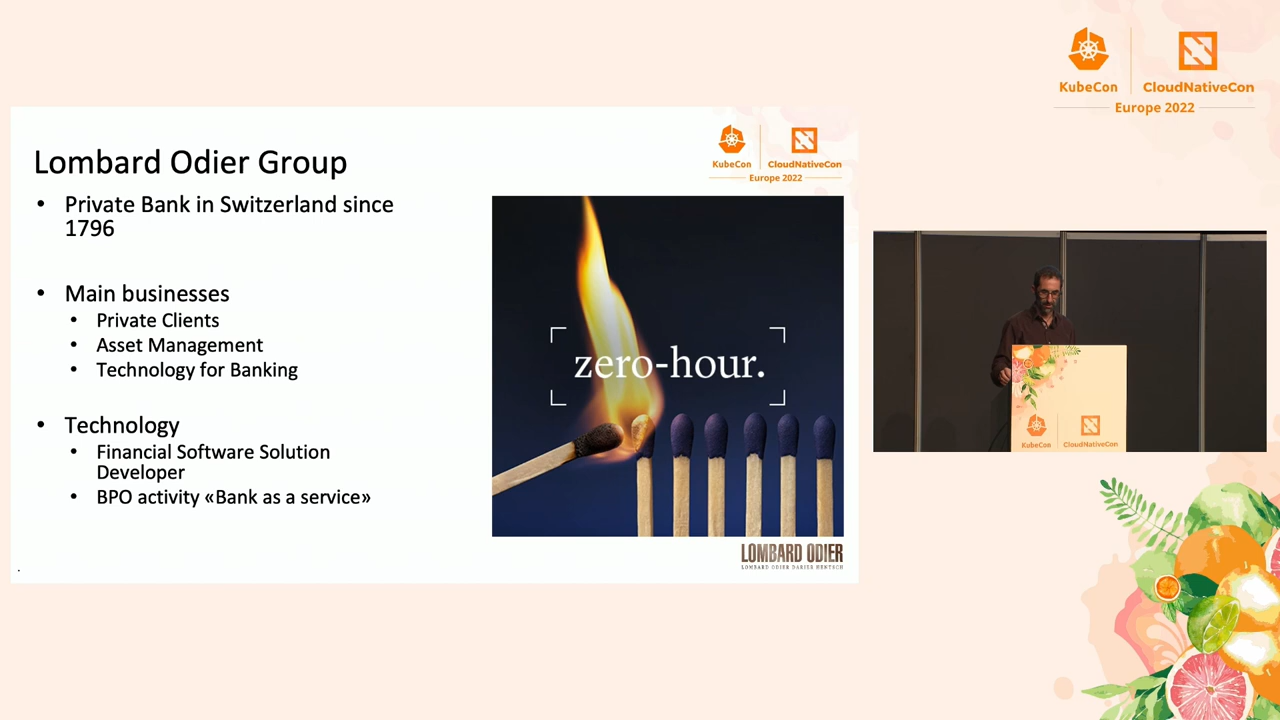 KubeCon
CloudNativeCon
Europe 2022
Lombard Odier Group
KubeCon
CloudNativeCon
Europe 2022
• Private Bank in Switzerland since
1796
• Main businesses
• Private Clients
• Asset Management
• Technology for Banking
• Technology
• Financial Software Solution
Developer
• BPO activity «Bank as a service»
zero-hour.
LOMBARD ODIER
LOMBARD ODIER DARIER HENTSCH
KubeCon
CloudNativeCon